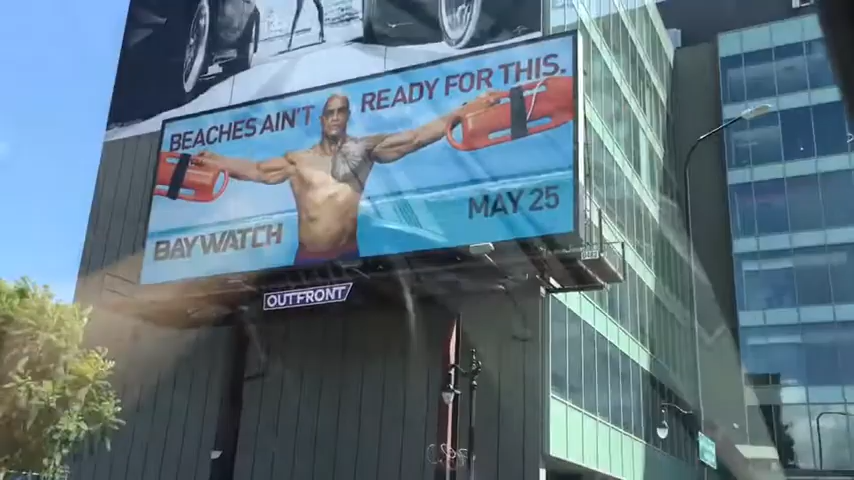 BEACHES AIN'T READY FOR THIS.
BAYWATCH
MAY 25
OUTFRONT